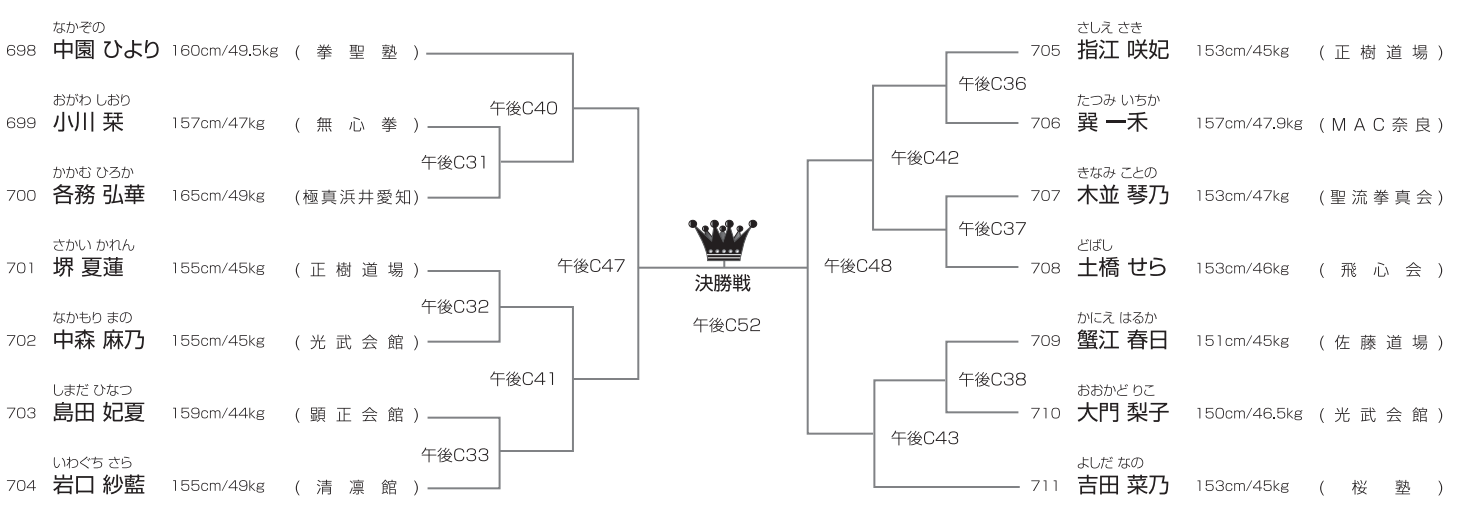 なかぞの
698 中園 ひより 160cm/49.5kg (拳聖塾)
午後C40
おがわ しおり
699 小川 栞 157cm/47kg (無心拳)
午後C31
かかむ ひろか
700 各務 弘華 165cm/49kg (極真浜井愛知)
午後C47
さかい かれん
701 堺 夏蓮 155cm/45kg (正樹道場)
午後C32
なかもり まの
702 中森 麻乃 155cm/45kg (光武会館)
午後C41
しまだ ひなつ
703 島田 妃夏 159cm/44kg (顕正会館)
午後C33
いわぐち さら
704 岩口 紗藍 155cm/49kg (清凛館)
決勝戦
午後C52
さしえ さき
705 指江 咲妃 153cm/45kg (正樹道場)
午後C36
たつみ いちか
706 巽 一禾 157cm/47.9kg (MAC奈良)
午後C42
きなみ ことの
707 木並 琴乃 153cm/47kg (聖流拳真会)
午後C37
どばし
708 土橋 せら 153cm/46kg (飛心会)
午後C48
かにえ はるか
709 蟹江 春日 151cm/45kg (佐藤道場)
午後C38
おおかど りこ
710 大門 梨子 150cm/46.5kg (光武会館)
午後C43
よしだ なの
711 吉田 菜乃 153cm/45kg (桜塾)